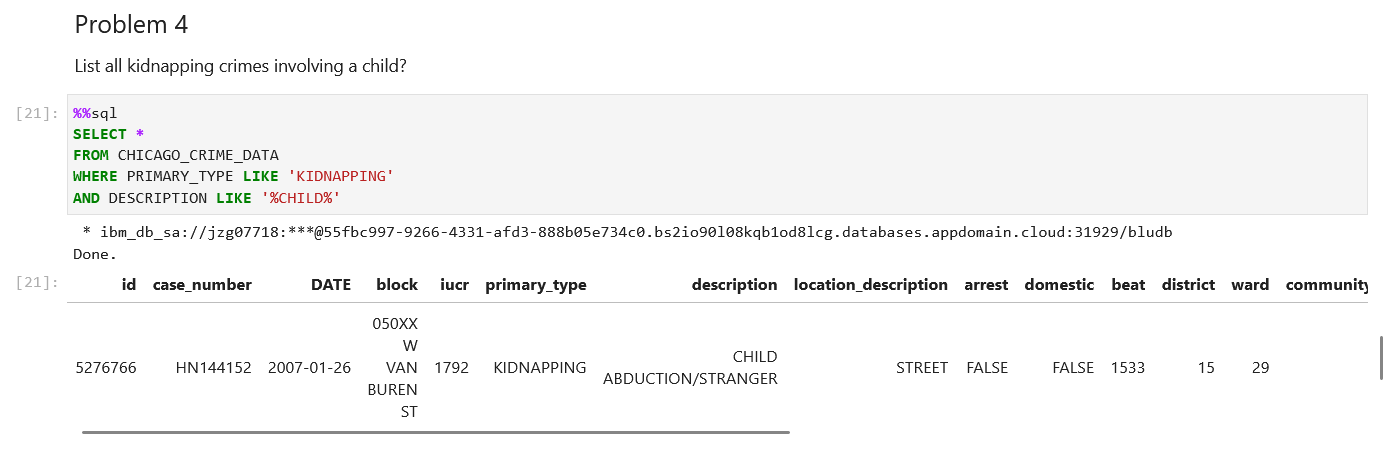 Problem 4
List all kidnapping crimes involving a child?
[21]:
%%sql
SELECT *
FROM CHICAGO_CRIME_DATA
WHERE PRIMARY_TYPE LIKE 'KIDNAPPING'
AND DESCRIPTION LIKE '%CHILD%'
* ibm_db_sa://jzg07718:***@55fbc997-9266-4331-afd3-888b05e734c0.bs2io90l08kqb1od8lcg.databases.appdomain.cloud:31929/bludb
Done.
[21]:
id case_number DATE block iucr primary_type description location_description arrest domestic beat district ward community
050XX
W
5276766 HN144152 2007-01-26 VAN 1792 KIDNAPPING CHILD ABDUCTION/STRANGER STREET FALSE FALSE 1533 15 29
BUREN
ST